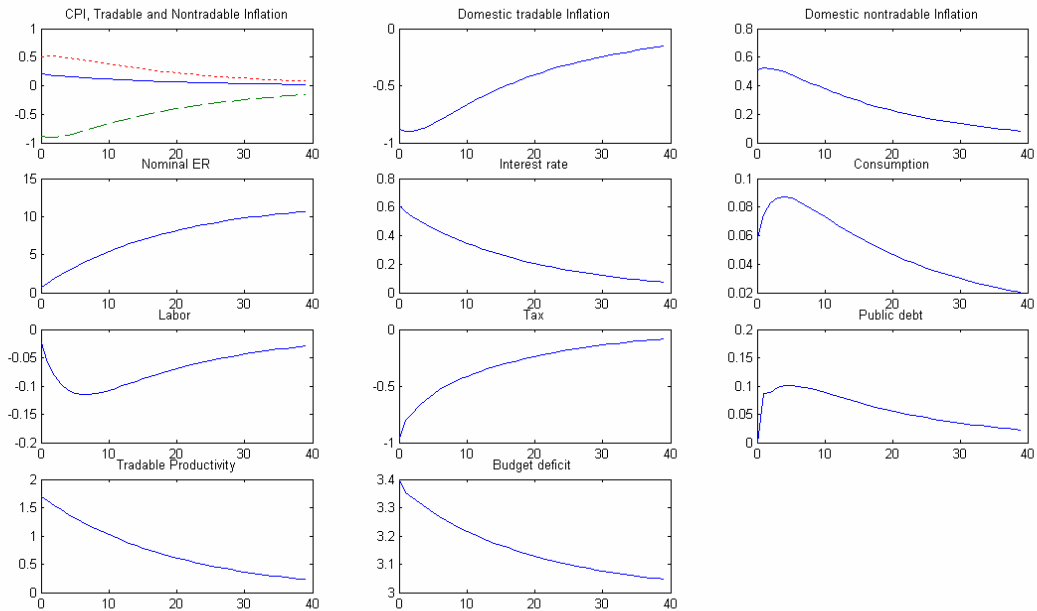 CPI, Tradable and Nontradable Inflation
1
0.5
0
-0.5
-1
0 10 20 30 40
Domestic tradable Inflation
0
-0.5
-1
0 10 20 30 40
Domestic nontradable Inflation
0.8
0.6
0.4
0.2
0
0 10 20 30 40
Nominal ER
15
10
5
0
0 10 20 30 40
Interest rate
0.8
0.6
0.4
0.2
0
0 10 20 30 40
Consumption
0.1
0.08
0.06
0.04
0.02
0 10 20 30 40
Labor
0
-0.05
-0.1
-0.15
-0.2
0 10 20 30 40
Tax
0
-0.5
-1
0 10 20 30 40
Public debt
0.2
0.15
0.1
0.05
0
0 10 20 30 40
Tradable Productivity
2
1.5
1
0.5
0
0 10 20 30 40
Budget deficit
3.4
3.3
3.2
3.1
3
0 10 20 30 40